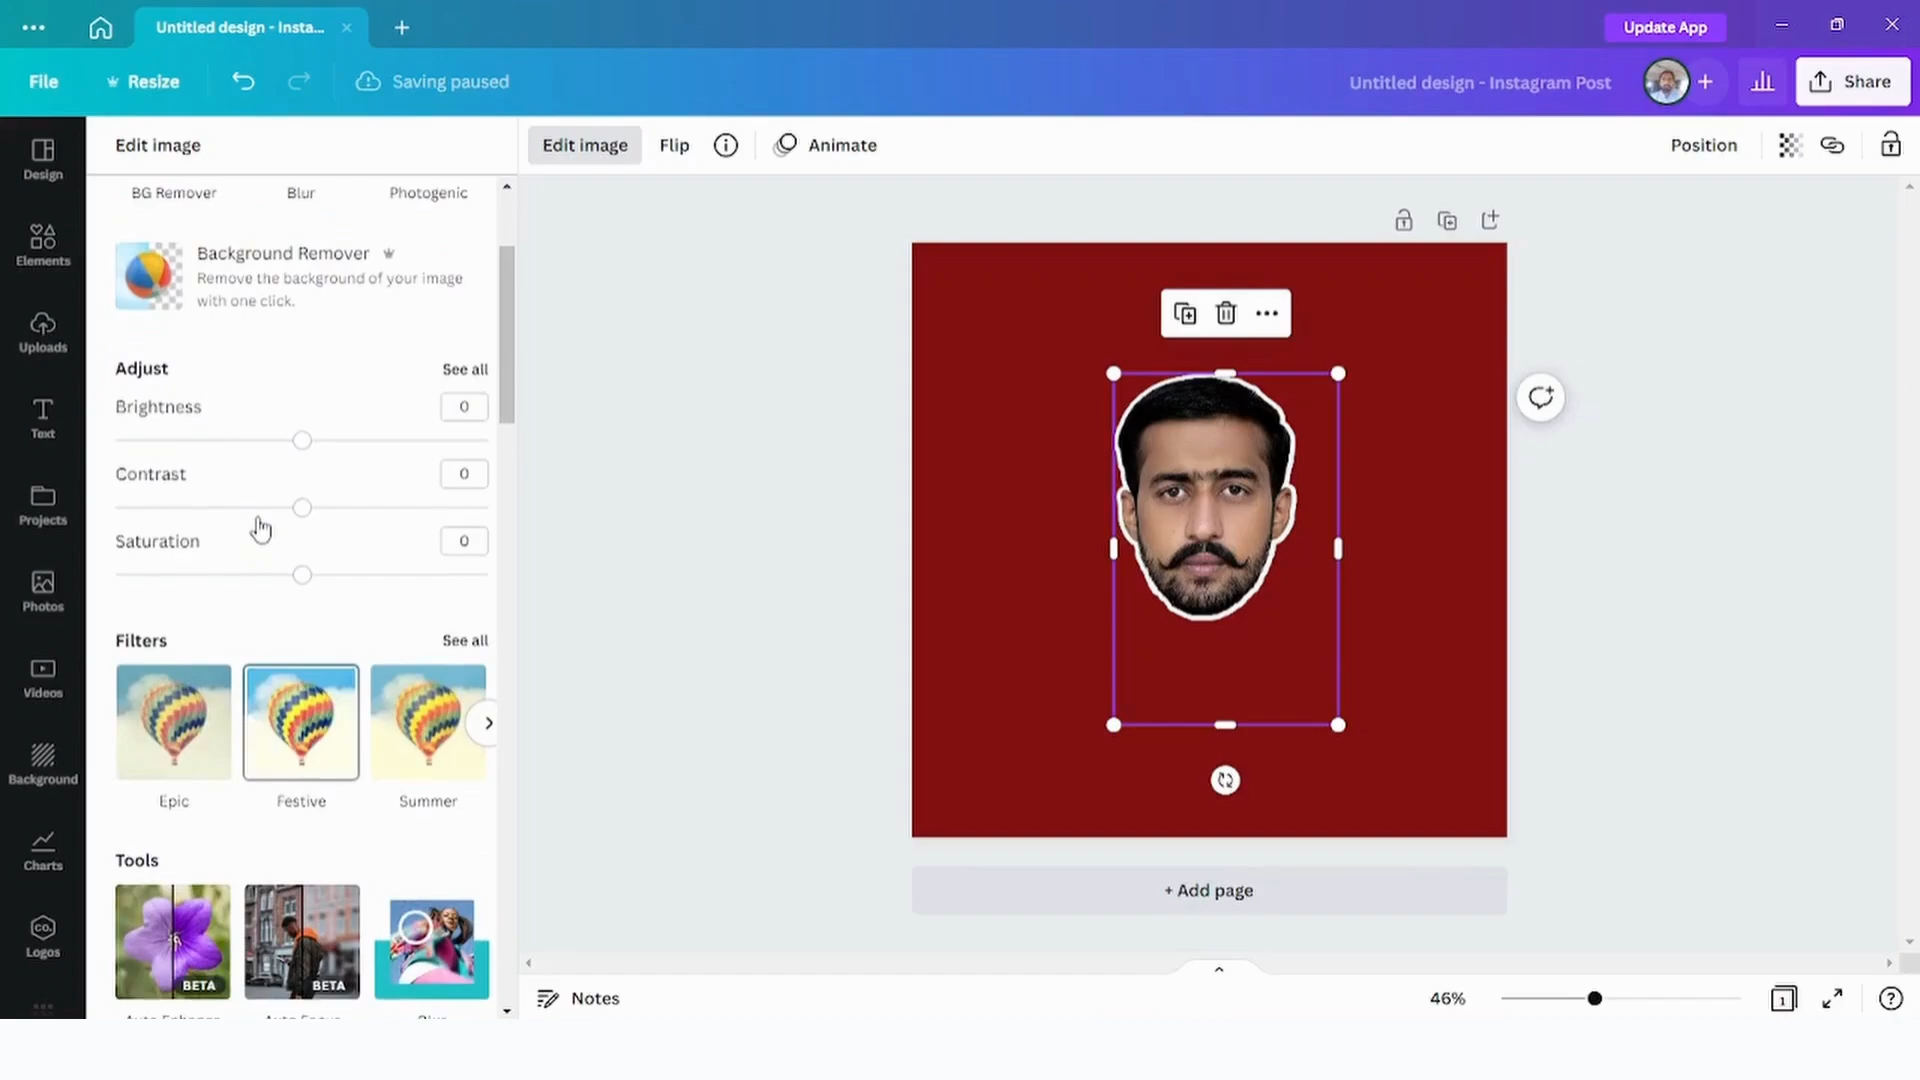 Untitled design - Insta...
Update App
File
Resize
Saving paused
Untitled design - Instagram Post
Share
Design
Elements
Uploads
Text
Projects
Photos
Videos
Background
Charts
CO.
Logos
Edit image
BG Remover
Blur
Photogenic
Background Remover
Remove the background of your image
with one click.
Adjust
See all
Brightness
0
Contrast
0
Saturation
0
Filters
See all
Epic
Festive
Summer
Tools
BETA
BETA
Edit image
Flip
Animate
Position
+ Add page
Notes
46%
1